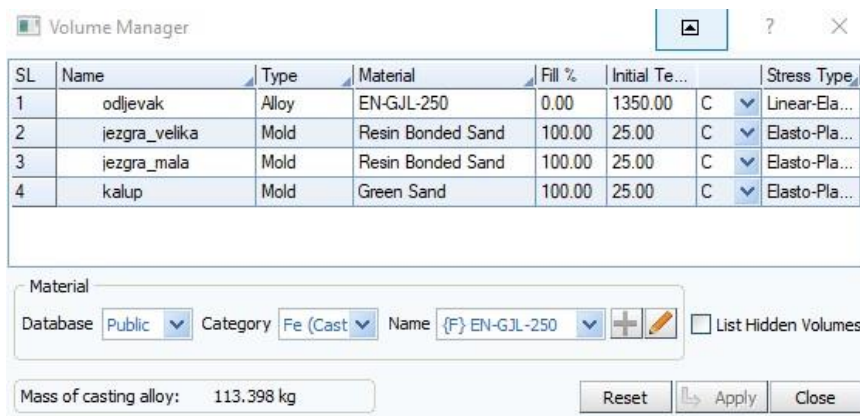 Volume Manager ?
SL Name Type Material Fill % Initial Te... Stress Type
1 odljevak Alloy EN-GJL-250 0.00 1350.00 C Linear-Ela...
2 jezgra_velika Mold Resin Bonded Sand 100.00 25.00 C Elasto-Pla...
3 jezgra_mala Mold Resin Bonded Sand 100.00 25.00 C Elasto-Pla...
4 kalup Mold Green Sand 100.00 25.00 C Elasto-Pla...
Material
Database Public Category Fe (Cast Name {F} EN-GJL-250 List Hidden Volumes
Mass of casting alloy: 113.398 kg Reset Apply Close